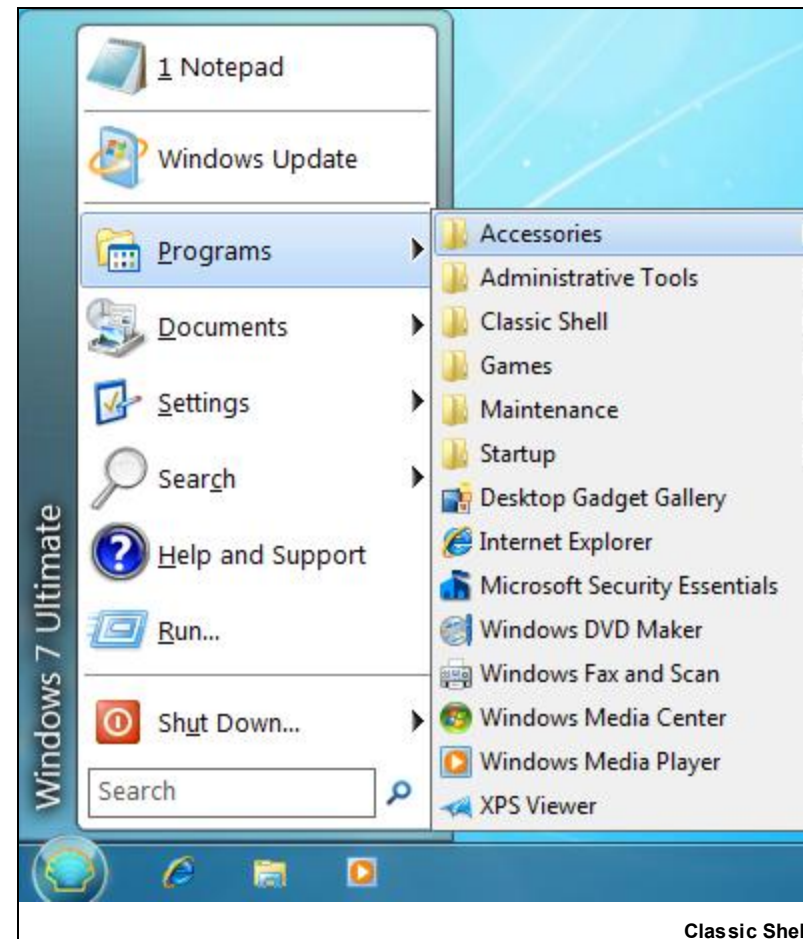 1 Notepad
Windows Update
Programs
Documents
Settings
Search
Help and Support
Run...
Shut Down...
Search
Windows 7 Ultimate
Accessories
Administrative Tools
Classic Shell
Games
Maintenance
Startup
Desktop Gadget Gallery
Internet Explorer
Microsoft Security Essentials
Windows DVD Maker
Windows Fax and Scan
Windows Media Center
Windows Media Player
XPS Viewer
Classic Shel